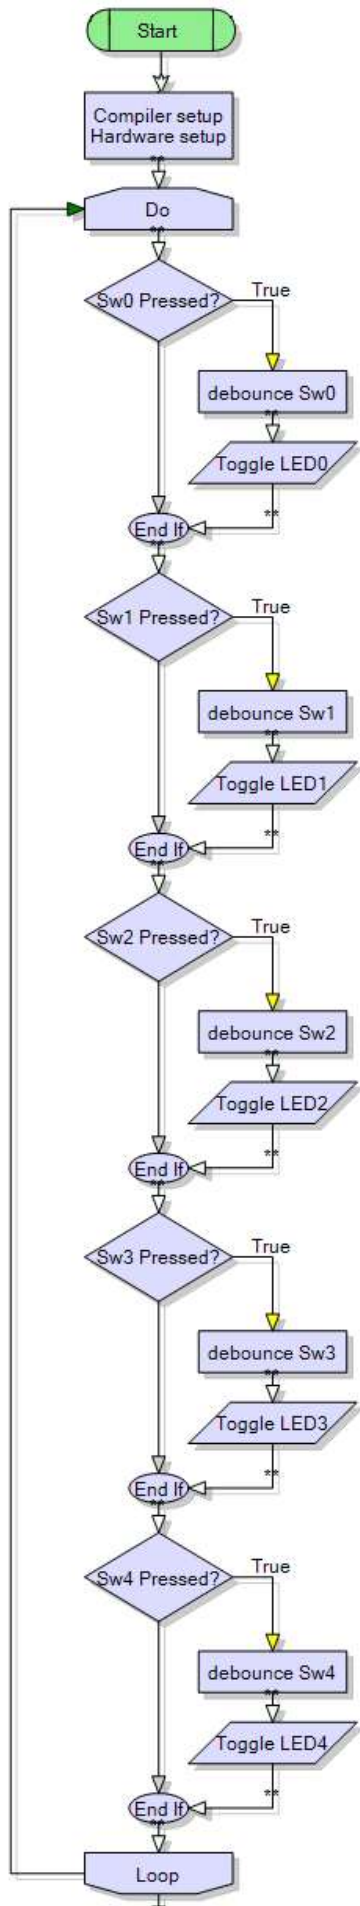 Start
Compiler setup
Hardware setup
**
Do
**
Sw0 Pressed?
True
debounce Sw0
**
Toggle LED0
**
End If
**
Sw1 Pressed?
True
debounce Sw1
**
Toggle LED1
**
End If
**
Sw2 Pressed?
True
debounce Sw2
**
Toggle LED2
**
End If
**
Sw3 Pressed?
True
debounce Sw3
**
Toggle LED3
**
End If
**
Sw4 Pressed?
True
debounce Sw4
**
Toggle LED4
**
End If
**
Loop